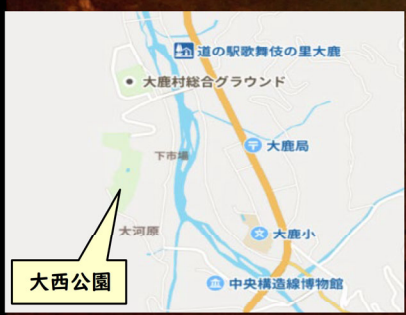 道の駅歌舞伎の里大鹿
大鹿村総合グラウンド
大鹿局
下市場
大河原
大鹿小
大西公園
中央構造線博物館